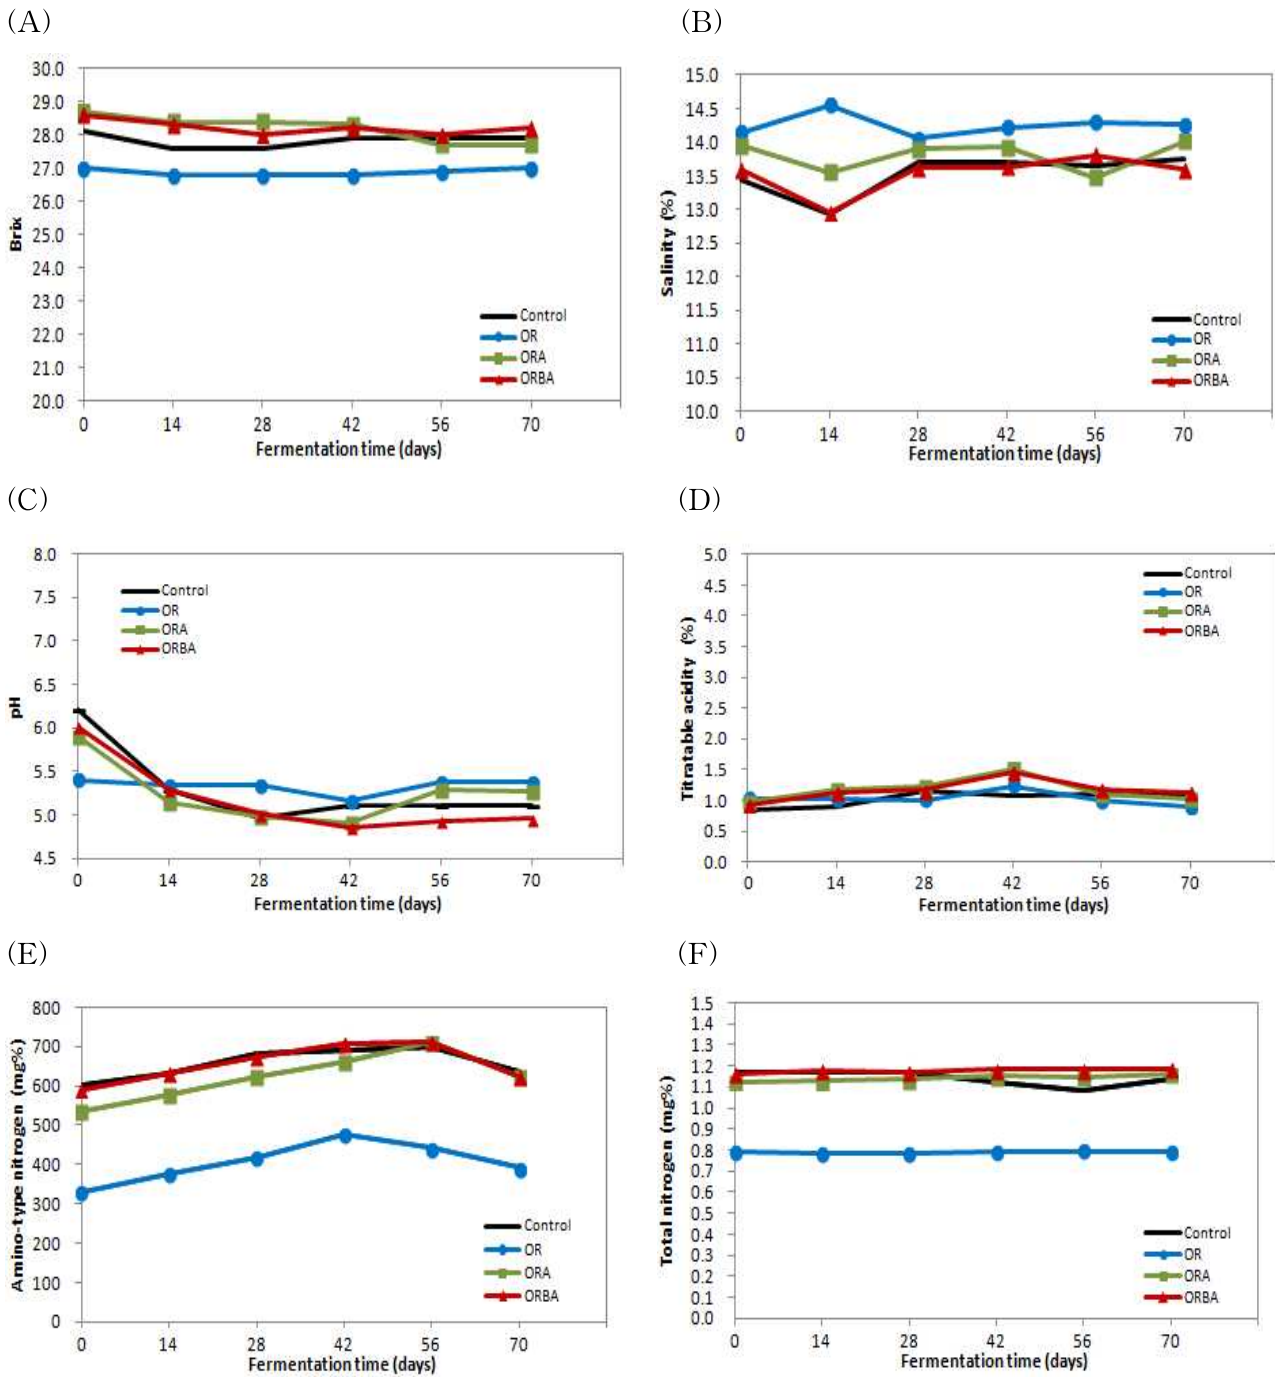 (A)
30.0
29.0
28.0
27.0
26.0
25.0
24.0
23.0
22.0
21.0
20.0
Brix
Control
OR
ORA
ORBA
0 14 28 42 56 70
Fermentation time (days)
(B)
15.0
14.5
14.0
13.5
13.0
12.5
12.0
11.5
11.0
10.5
10.0
Salinity (%)
Control
OR
ORA
ORBA
0 14 28 42 56 70
Fermentation time (days)
(C)
8.0
7.5
7.0
6.5
6.0
5.5
5.0
4.5
pH
Control
OR
ORA
ORBA
0 14 28 42 56 70
Fermentation time (days)
(D)
5.0
4.5
4.0
3.5
3.0
2.5
2.0
1.5
1.0
0.5
0.0
Titratable acidity (%)
Control
OR
ORA
ORBA
0 14 28 42 56 70
Fermentation time (days)
(E)
800
700
600
500
400
300
200
100
0
Amino-type nitrogen (mg%)
Control
OR
ORA
ORBA
0 14 28 42 56 70
Fermentation time (days)
(F)
1.5
1.4
1.3
1.2
1.1
1.0
0.9
0.8
0.7
0.6
0.5
0.4
0.3
0.2
0.1
0.0
Total nitrogen (mg%)
Control
OR
ORA
ORBA
0 14 28 42 56 70
Fermentation time (days)